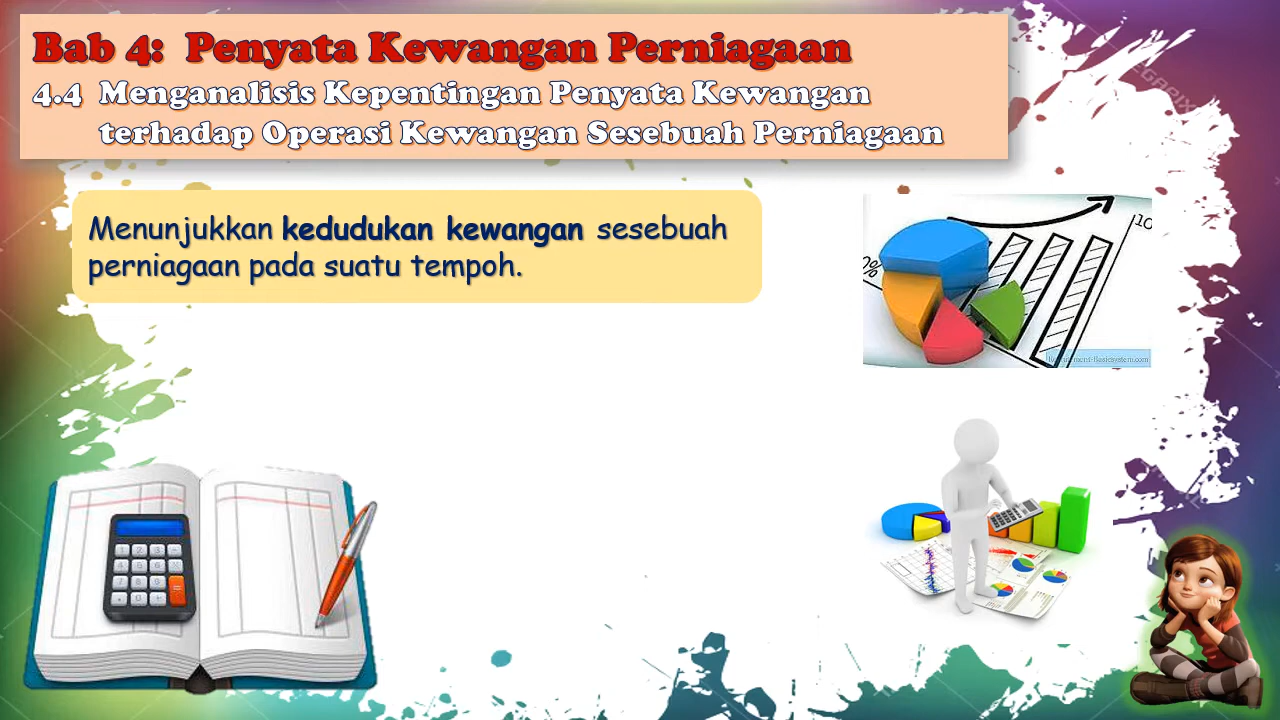 Bab 4: Penyata Kewangan Perniagaan
4.4 Menganalisis Kepentingan Penyata Kewangan
terhadap Operasi Kewangan Sesebuah Perniagaan
Menunjukkan kedudukan kewangan sesebuah
perniagaan pada suatu tempoh.